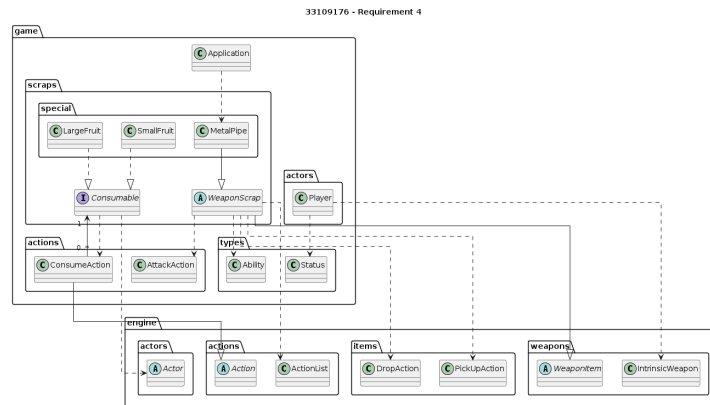 33109176 - Requirement 4
game
C Application
scraps
special
C LargeFruit
C SmallFruit
C MetalPipe
actors
I Consumable
A WeaponScrap
C Player
1
0..*
actions
types
C ConsumeAction
C AttackAction
C Ability
C Status
engine
actors
actions
items
weapons
A Actor
A Action
C ActionList
C DropAction
C PickUpAction
A WeaponItem
C IntrinsicWeapon